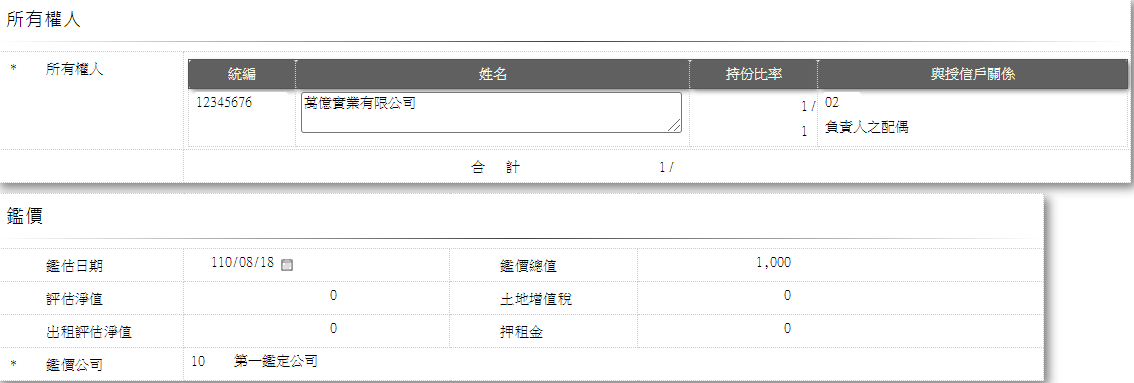 所有權人
* 所有權人 統編 姓名 持份比率 與授信戶關係
12345676 萬億實業有限公司 1 / 02
1 負責人之配偶
合 計 1 /
鑑價
鑑估日期 110/08/18 鑑價總值 1,000
評估淨值 0 土地增值稅 0
出租評估淨值 0 押租金 0
* 鑑價公司 10 第一鑑定公司